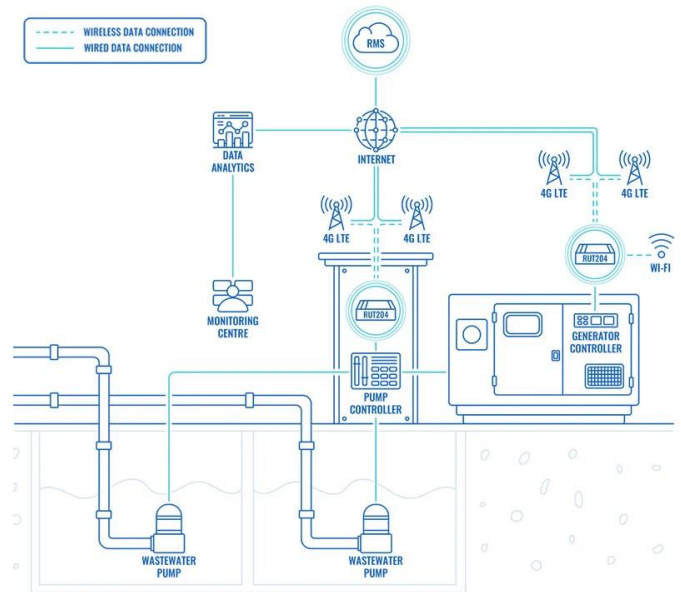 WIRELESS DATA CONNECTION
WIRED DATA CONNECTION
RMS
DATA
ANALYTICS
INTERNET
4G LTE
4G LTE
4G LTE
4G LTE
RUT204
WI-FI
MONITORING
CENTRE
RUT204
GENERATOR
CONTROLLER
PUMP
CONTROLLER
WASTEWATER
PUMP
WASTEWATER
PUMP